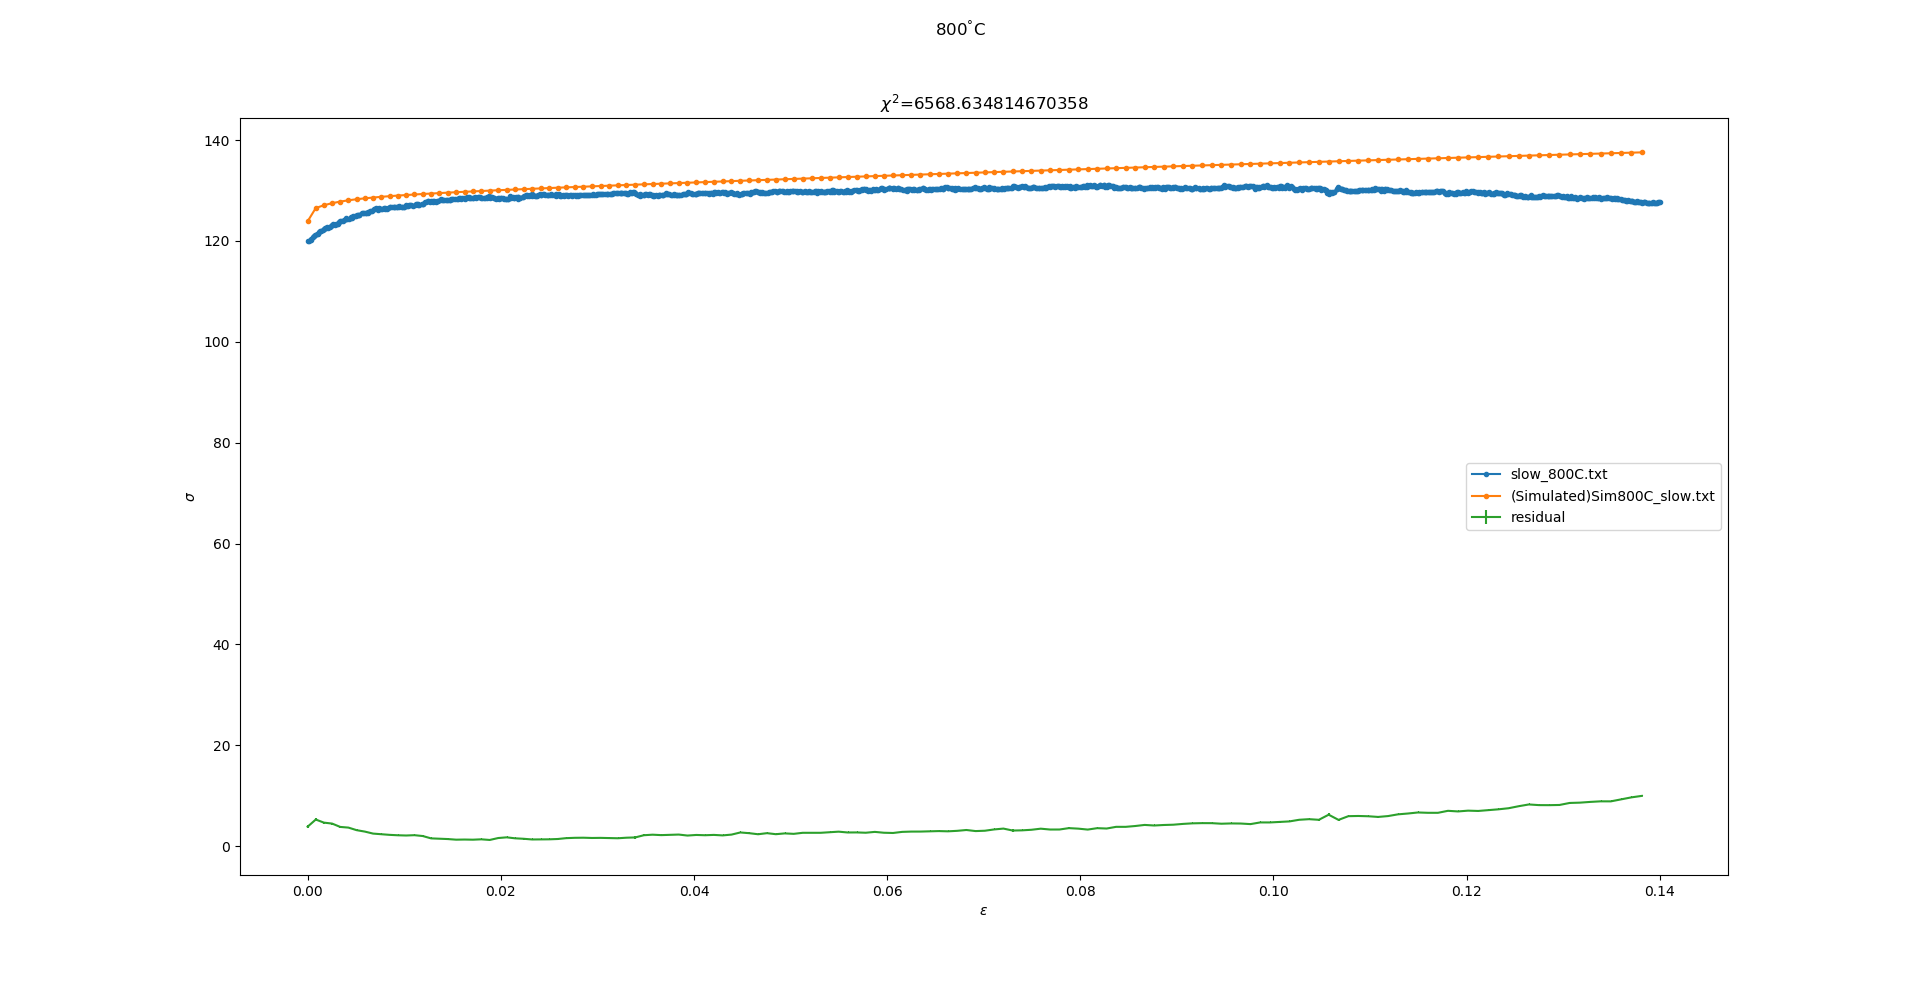 800°C
χ²=6568.634814670358
140
120
100
80
60
40
20
0
σ
slow_800C.txt
(Simulated)Sim800C_slow.txt
residual
0.00 0.02 0.04 0.06 0.08 0.10 0.12 0.14
ε